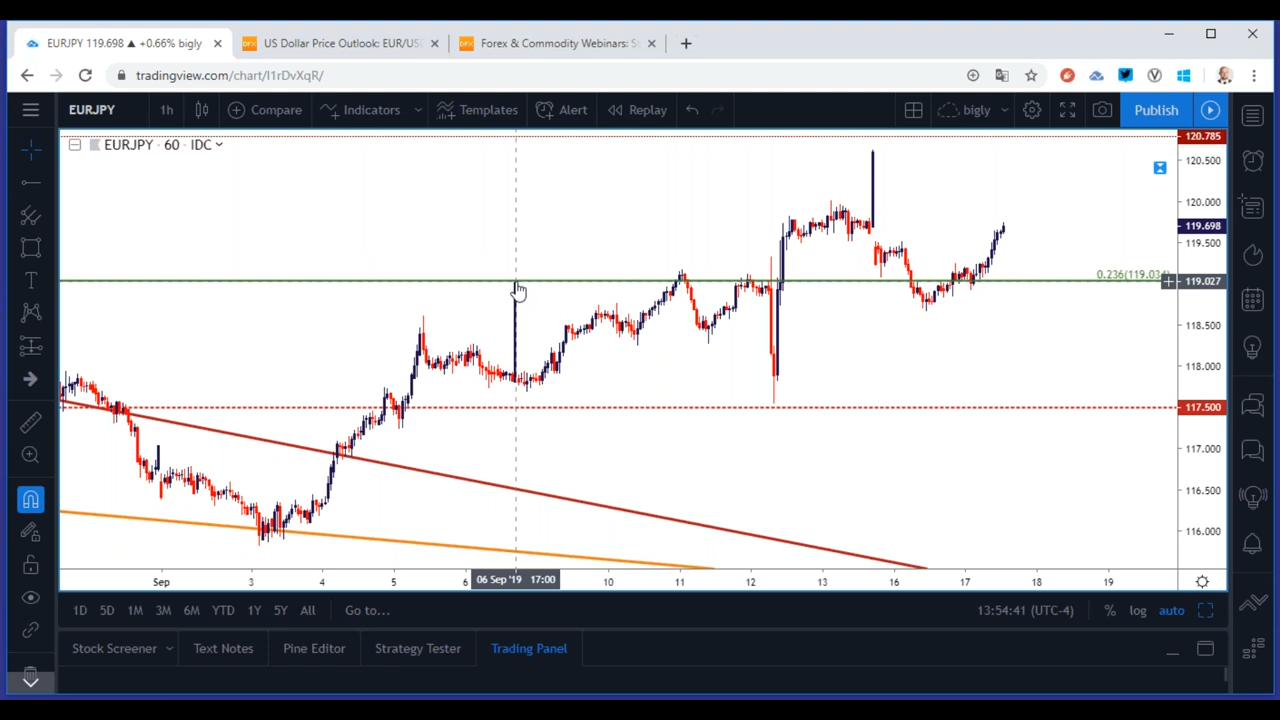 EURJPY 119.698 ▲ +0.66% bigly
US Dollar Price Outlook: EUR/US
Forex & Commodity Webinars: S
tradingview.com/chart/I1rDvXqR/
EURJPY 1h Compare Indicators Templates Alert Replay bigly Publish
EURJPY · 60 · IDC
120.785
120.500
120.000
119.698
119.500
0.236(119.034)
119.027
118.500
118.000
117.500
117.000
116.500
116.000
Sep 3 4 5 6 06 Sep '19 17:00 10 11 12 13 16 17 18 19
1D 5D 1M 3M 6M YTD 1Y 5Y All Go to... 13:54:41 (UTC-4) % log auto
Stock Screener Text Notes Pine Editor Strategy Tester Trading Panel